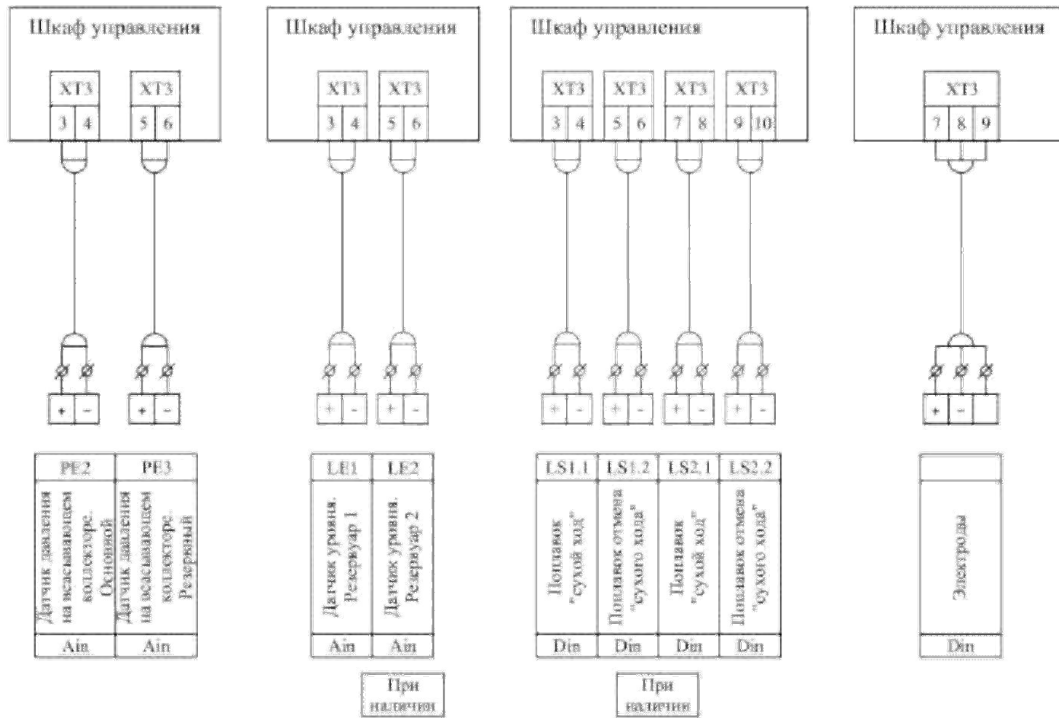 Шкаф управления
XT3 XT3
3 4 5 6
+ - + -
PE2 PE3
Датчик давления
на всасывающем
коллекторе.
Основной
Датчик давления
на всасывающем
коллекторе.
Резервный
Ain Ain
Шкаф управления
XT3 XT3
3 4 5 6
+ - + -
LE1 LE2
Датчик уровня.
Резервуар 1
Датчик уровня.
Резервуар 2
Ain Ain
При
наличии
Шкаф управления
XT3 XT3 XT3 XT3
3 4 5 6 7 8 9 10
+ - + - + - + -
LS1.1 LS1.2 LS2.1 LS2.2
Поплавок
"сухой ход"
Поплавок отмена
"сухого хода"
Поплавок
"сухой ход"
Поплавок отмена
"сухого хода"
Din Din Din Din
При
наличии
Шкаф управления
XT3
7 8 9
+ -
Электроды
Din